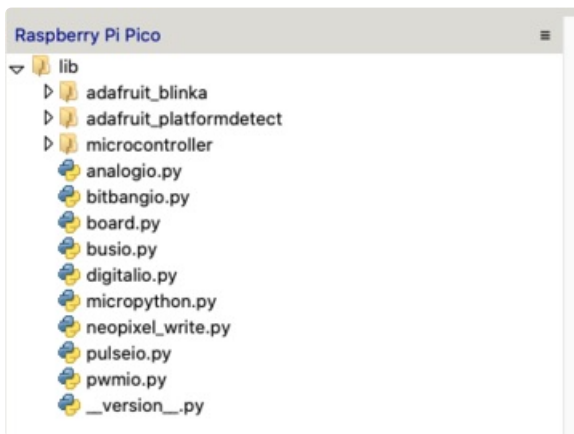 Raspberry Pi Pico
lib
adafruit_blinka
adafruit_platformdetect
microcontroller
analogio.py
bitbangio.py
board.py
busio.py
digitalio.py
micropython.py
neopixel_write.py
pulseio.py
pwmio.py
__version__.py